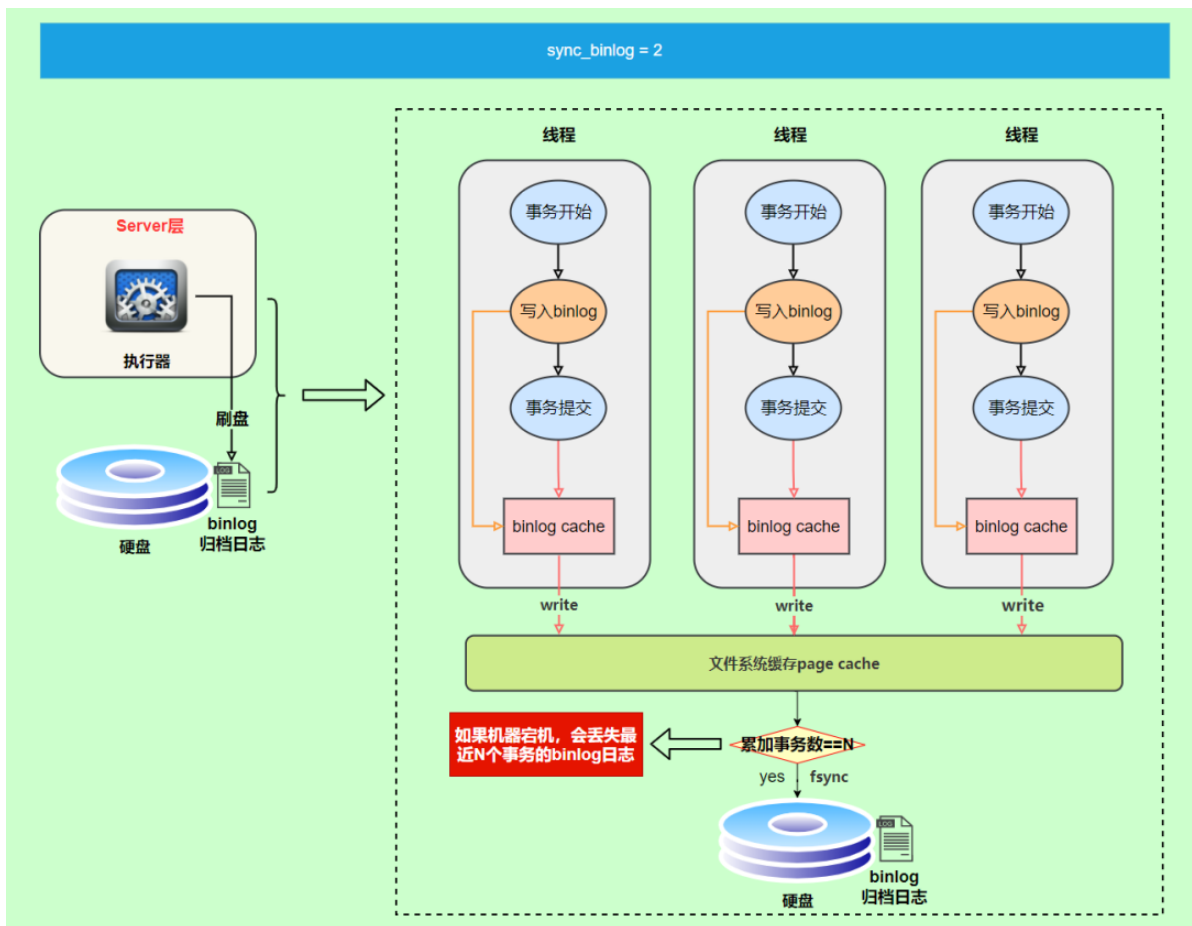 sync_binlog = 2
Server层
执行器
刷盘
LOG
binlog
归档日志
硬盘
线程
线程
线程
事务开始
事务开始
事务开始
写入binlog
写入binlog
写入binlog
事务提交
事务提交
事务提交
binlog cache
binlog cache
binlog cache
write
write
write
文件系统缓存page cache
如果机器宕机，会丢失最
近N个事务的binlog日志
累加事务数==N
yes , fsync
LOG
binlog
归档日志
硬盘